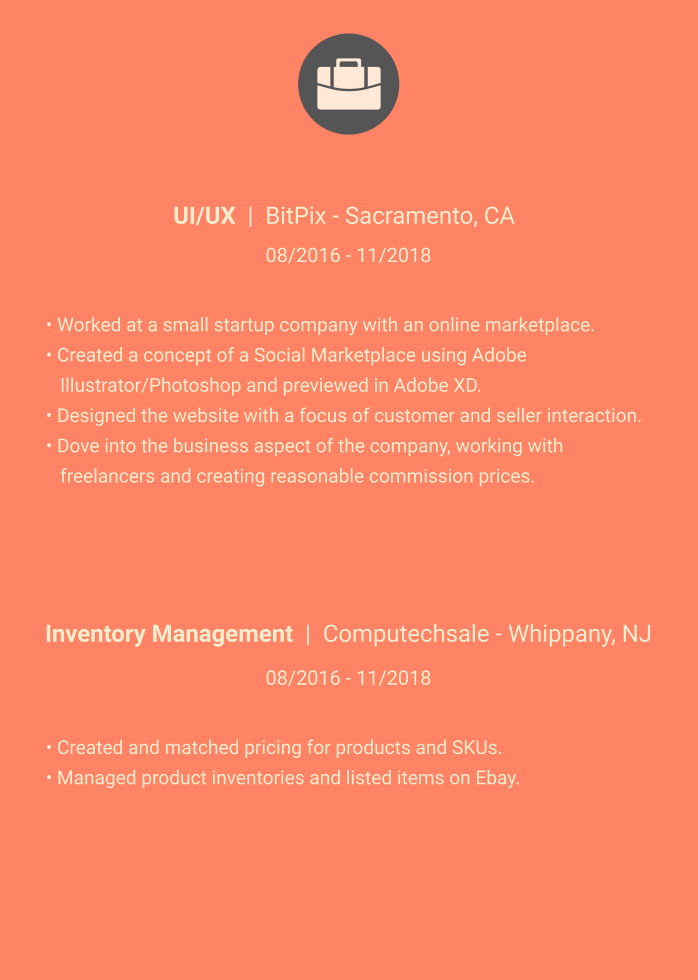 UI/UX | BitPix - Sacramento, CA
08/2016 - 11/2018
• Worked at a small startup company with an online marketplace.
• Created a concept of a Social Marketplace using Adobe
Illustrator/Photoshop and previewed in Adobe XD.
• Designed the website with a focus of customer and seller interaction.
• Dove into the business aspect of the company, working with
freelancers and creating reasonable commission prices.
Inventory Management | Computechsale - Whippany, NJ
08/2016 - 11/2018
• Created and matched pricing for products and SKUs.
• Managed product inventories and listed items on Ebay.